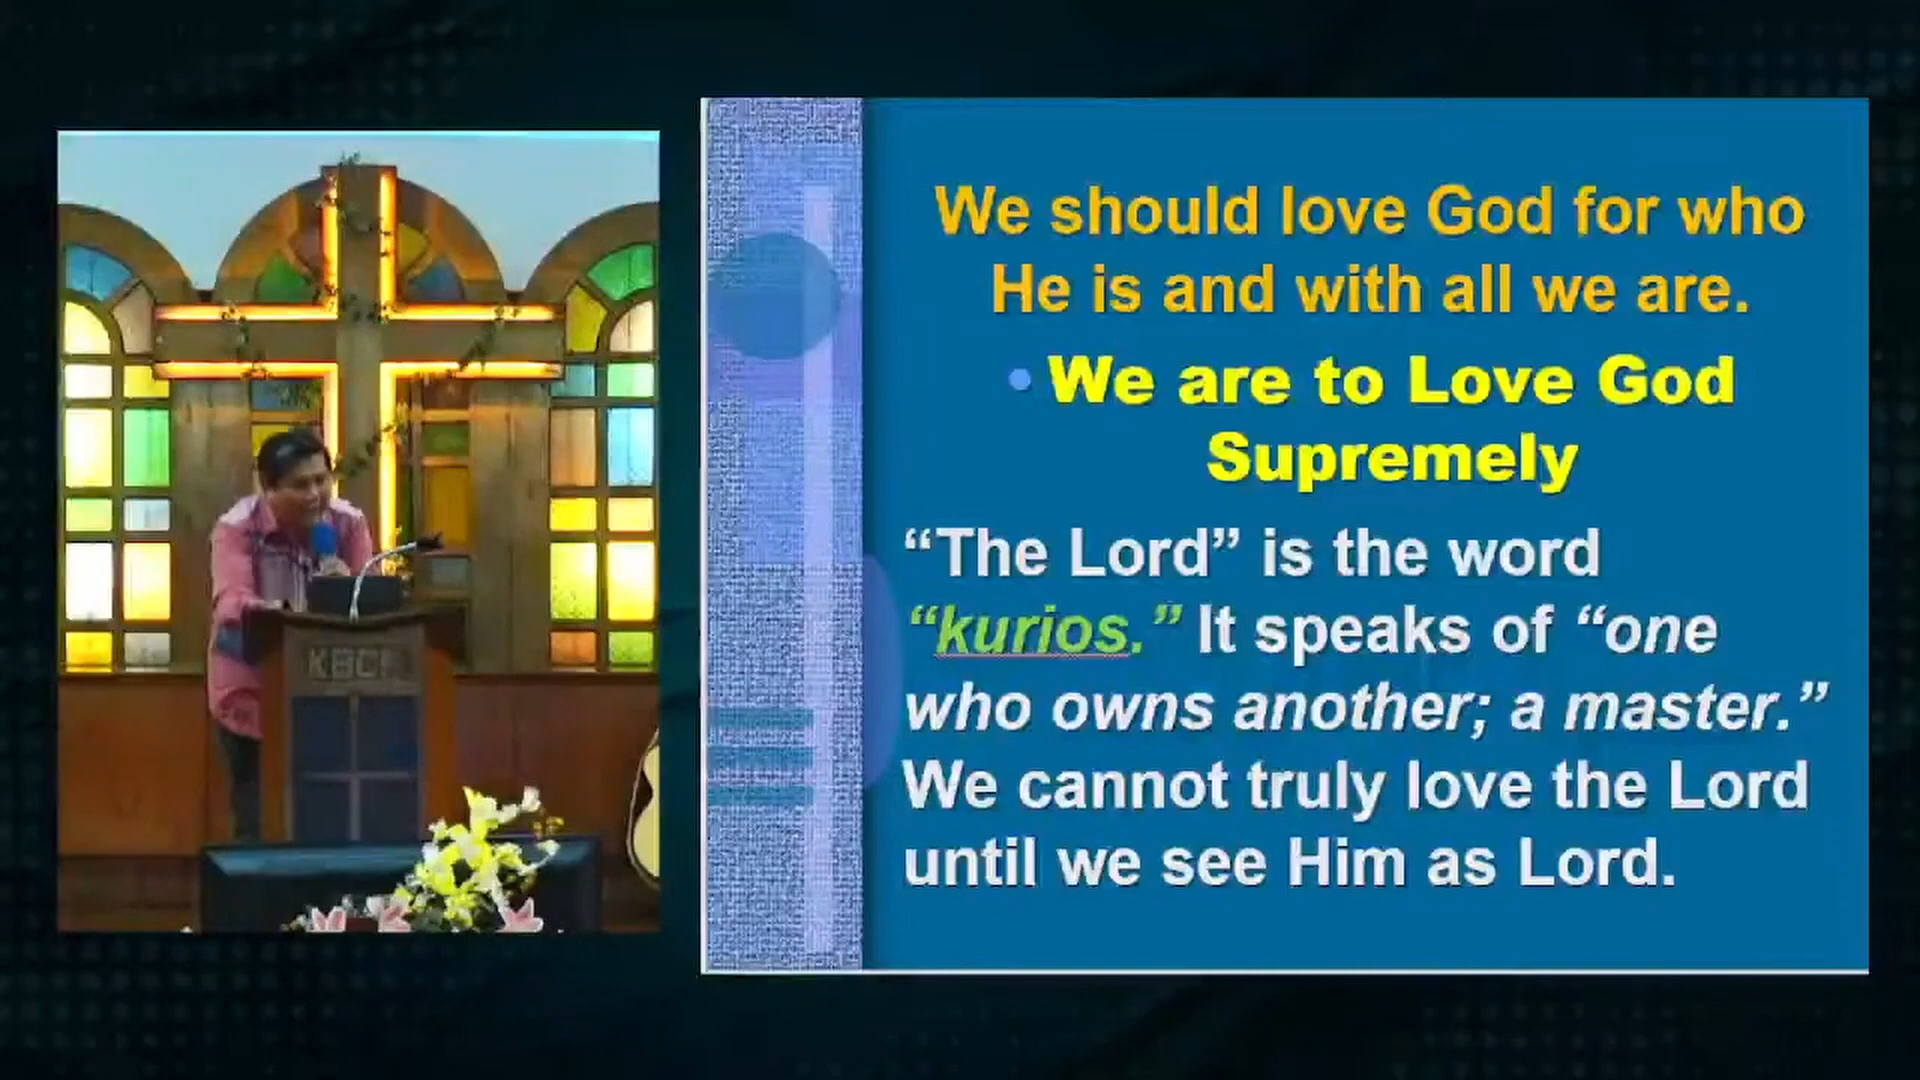 We should love God for who
He is and with all we are.
• We are to Love God
Supremely
“The Lord” is the word
“kurios.” It speaks of “one
who owns another; a master.”
We cannot truly love the Lord
until we see Him as Lord.